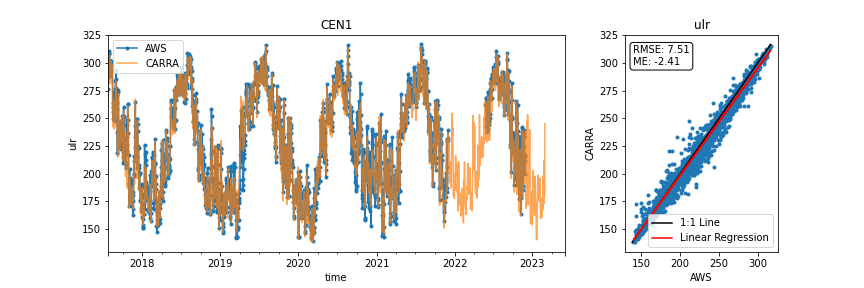 CEN1
ulr
325
300
275
250
225
200
175
150
ulr
AWS
CARRA
2018
2019
2020
2021
2022
2023
time
325
300
275
250
225
200
175
150
CARRA
RMSE: 7.51
ME: -2.41
1:1 Line
Linear Regression
150
200
250
300
AWS